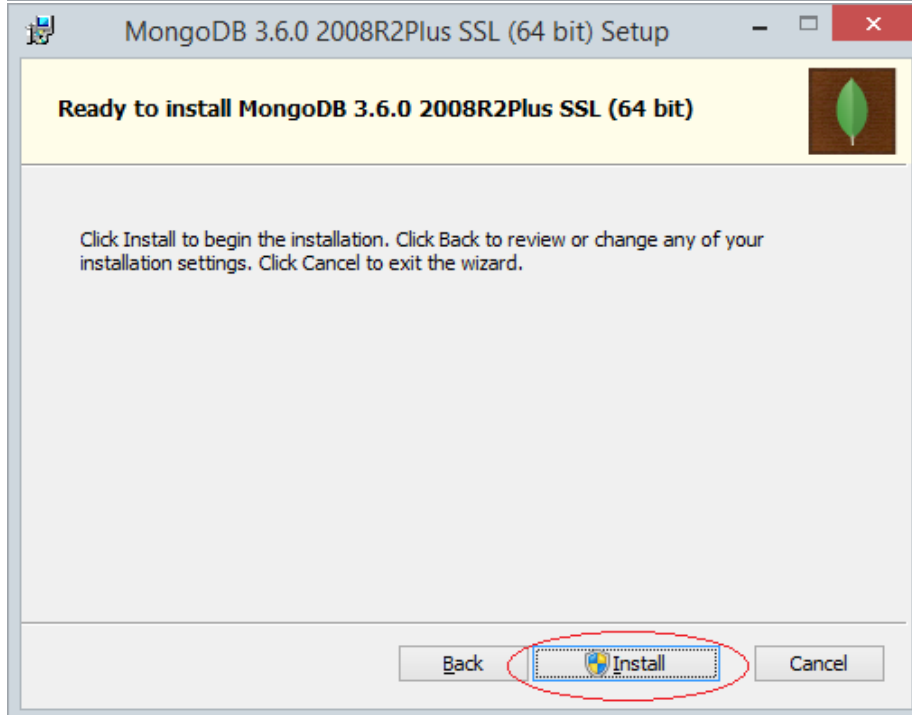 MongoDB 3.6.0 2008R2Plus SSL (64 bit) Setup
Ready to install MongoDB 3.6.0 2008R2Plus SSL (64 bit)
Click Install to begin the installation. Click Back to review or change any of your
installation settings. Click Cancel to exit the wizard.
Back Install Cancel